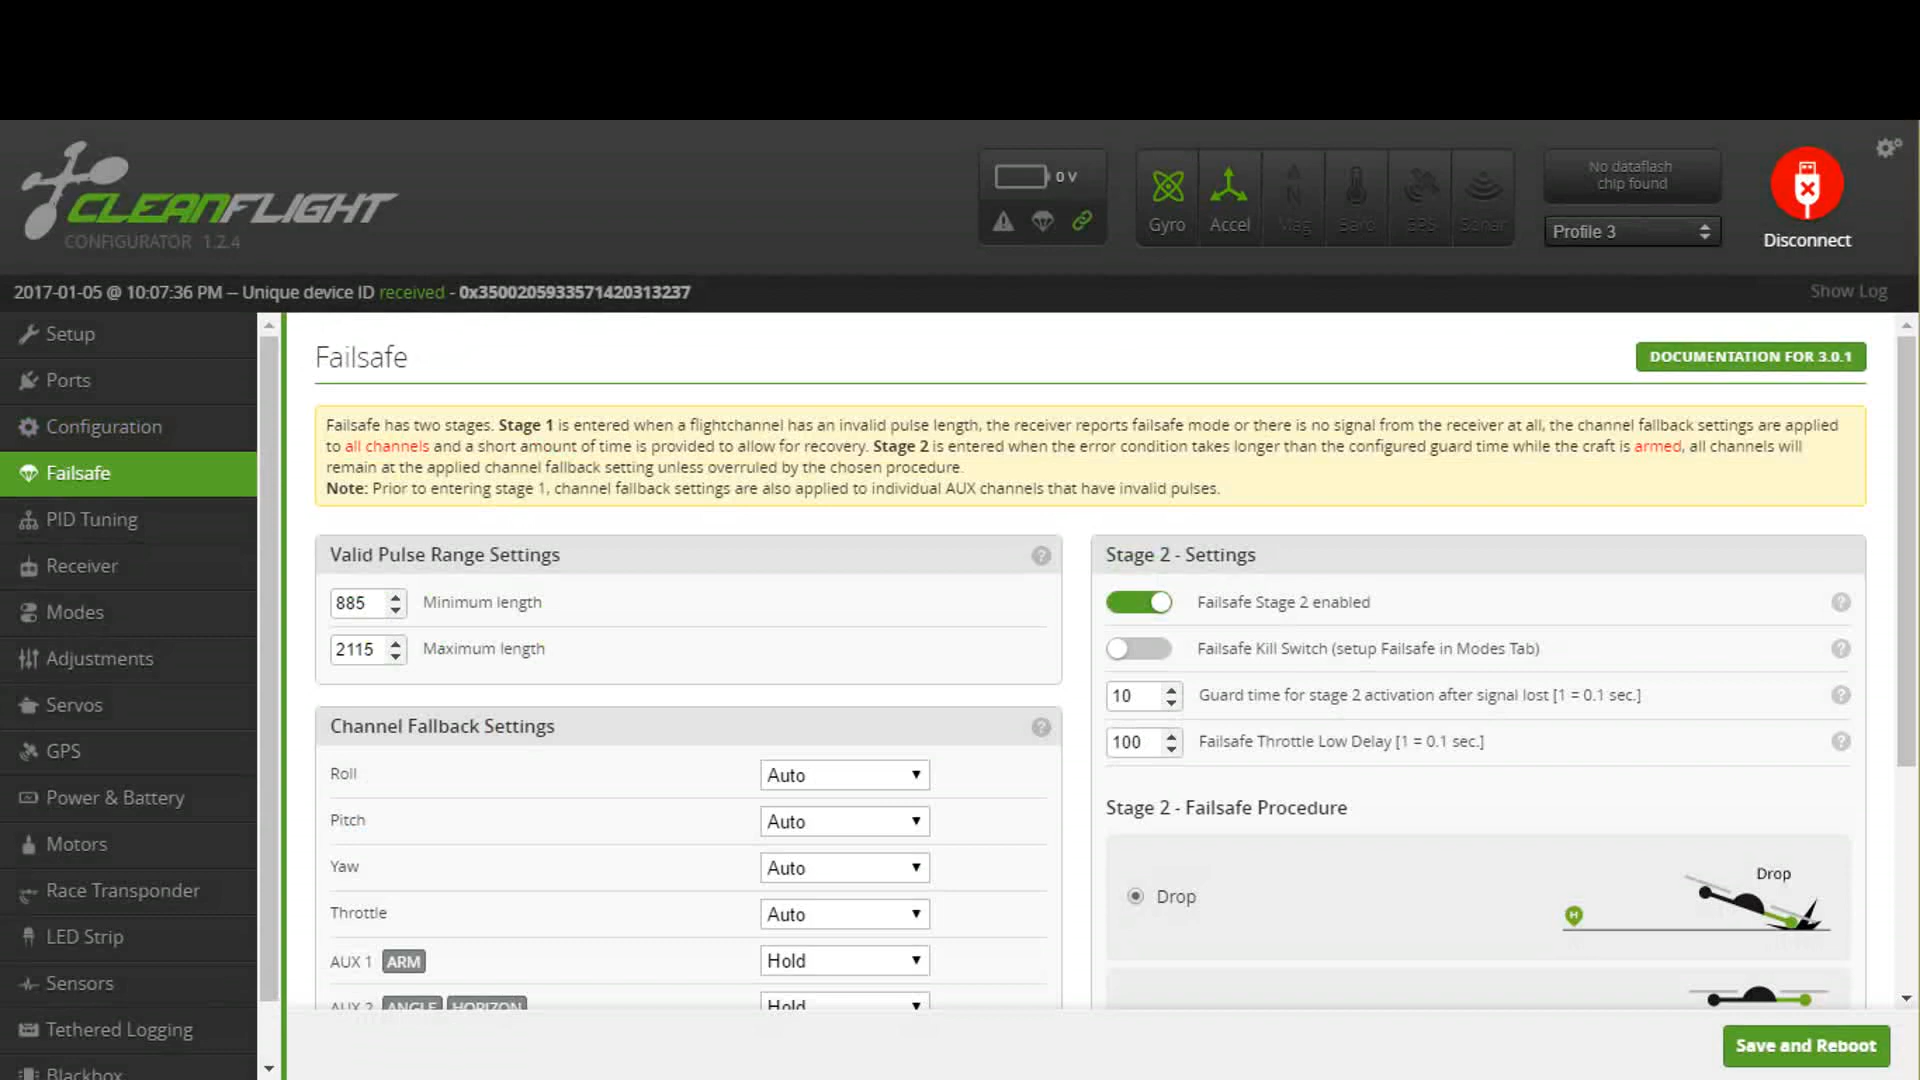 CLEANFLIGHT
CONFIGURATOR 1.2.4
0 V
Gyro
Accel
Mag
Baro
GPS
Sonar
No dataflash
chip found
Profile 3
Disconnect
2017-01-05 @ 10:07:36 PM -- Unique device ID received - 0x3500205933571420313237
Show Log
Setup
Ports
Configuration
Failsafe
PID Tuning
Receiver
Modes
Adjustments
Servos
GPS
Power & Battery
Motors
Race Transponder
LED Strip
Sensors
Tethered Logging
Blackbox
Failsafe
DOCUMENTATION FOR 3.0.1
Failsafe has two stages. Stage 1 is entered when a flightchannel has an invalid pulse length, the receiver reports failsafe mode or there is no signal from the receiver at all, the channel fallback settings are applied
to all channels and a short amount of time is provided to allow for recovery. Stage 2 is entered when the error condition takes longer than the configured guard time while the craft is armed, all channels will
remain at the applied channel fallback setting unless overruled by the chosen procedure.
Note: Prior to entering stage 1, channel fallback settings are also applied to individual AUX channels that have invalid pulses.
Valid Pulse Range Settings
885 Minimum length
2115 Maximum length
Channel Fallback Settings
Roll Auto
Pitch Auto
Yaw Auto
Throttle Auto
AUX 1 ARM Hold
AUX 2 ANGLE HORIZON Hold
Stage 2 - Settings
Failsafe Stage 2 enabled
Failsafe Kill Switch (setup Failsafe in Modes Tab)
10 Guard time for stage 2 activation after signal lost [1 = 0.1 sec.]
100 Failsafe Throttle Low Delay [1 = 0.1 sec.]
Stage 2 - Failsafe Procedure
Drop
Drop
H
Save and Reboot